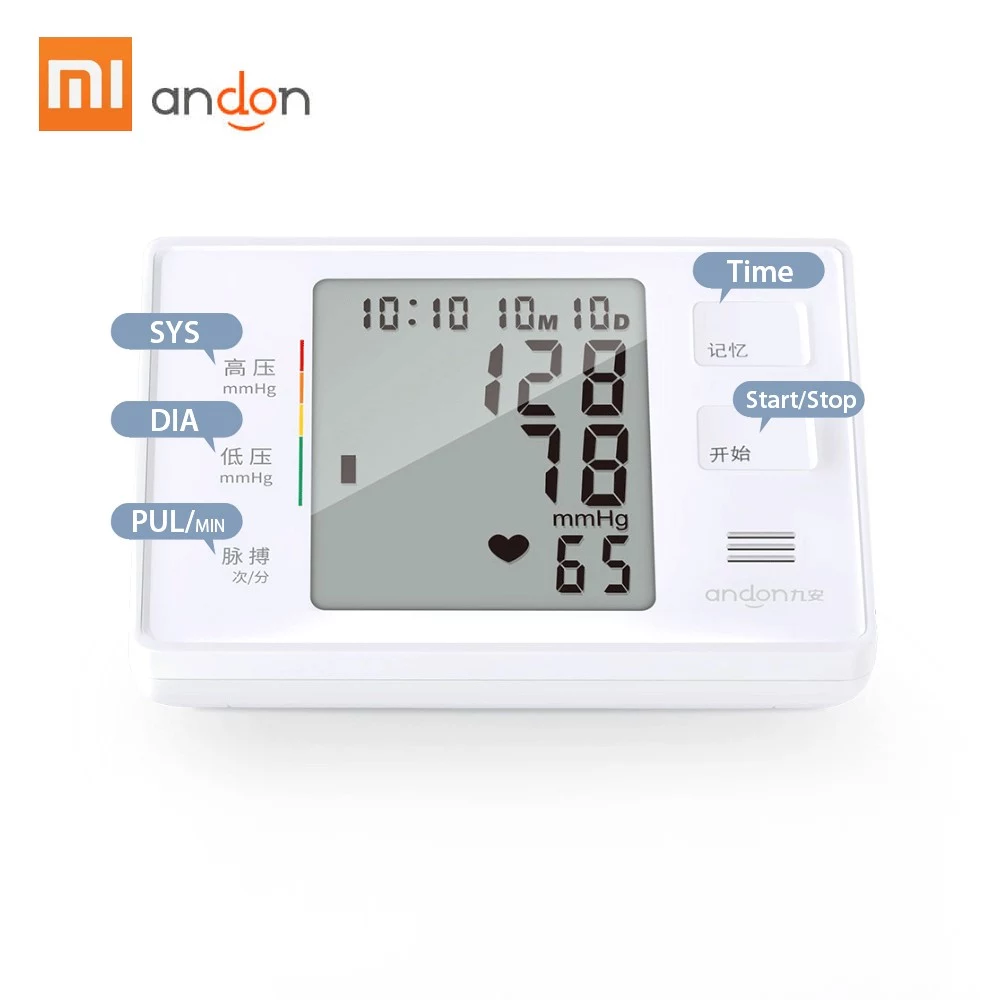 mi andon
Time
10:10 10M 10D
SYS
128
记忆
高压
mmHg
Start/Stop
DIA
78
开始
低压
mmHg
mmHg
PUL/MIN
65
脉搏
次/分
andon九安